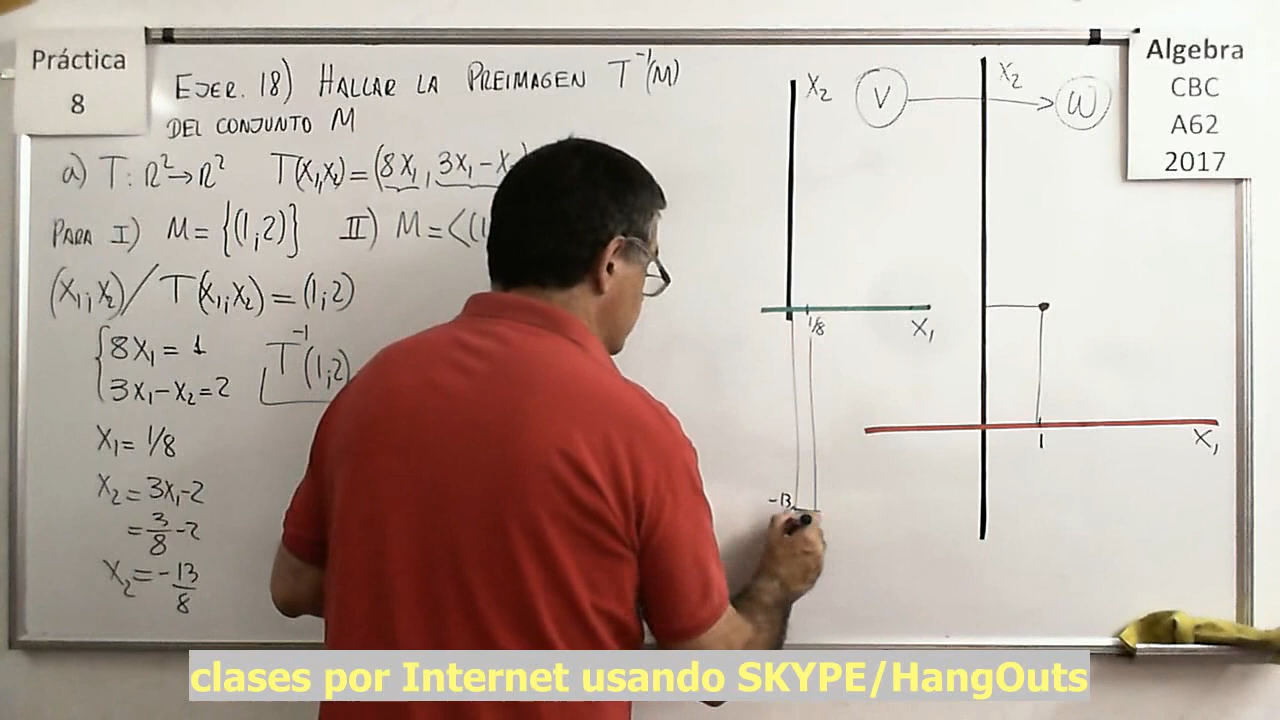 Práctica
8
EJER. 18) HALLAR LA PREIMAGEN T⁻¹(M)
DEL CONJUNTO M
a) T: R²→R² T(x₁,x₂)=(8x₁, 3x₁-x
PARA I) M={(1;2)} II) M=<(1
(x₁;x₂)/T(x₁;x₂)=(1;2)
8x₁=1
3x₁-x₂=2
T⁻¹(1;2)
x₁=1/8
x₂=3x₁-2
=3/8-2
x₂=-13/8
x₂
1/8
x₁
-13
V
W
x₂
1
x₁
Algebra
CBC
A62
2017
clases por Internet usando SKYPE/HangOuts